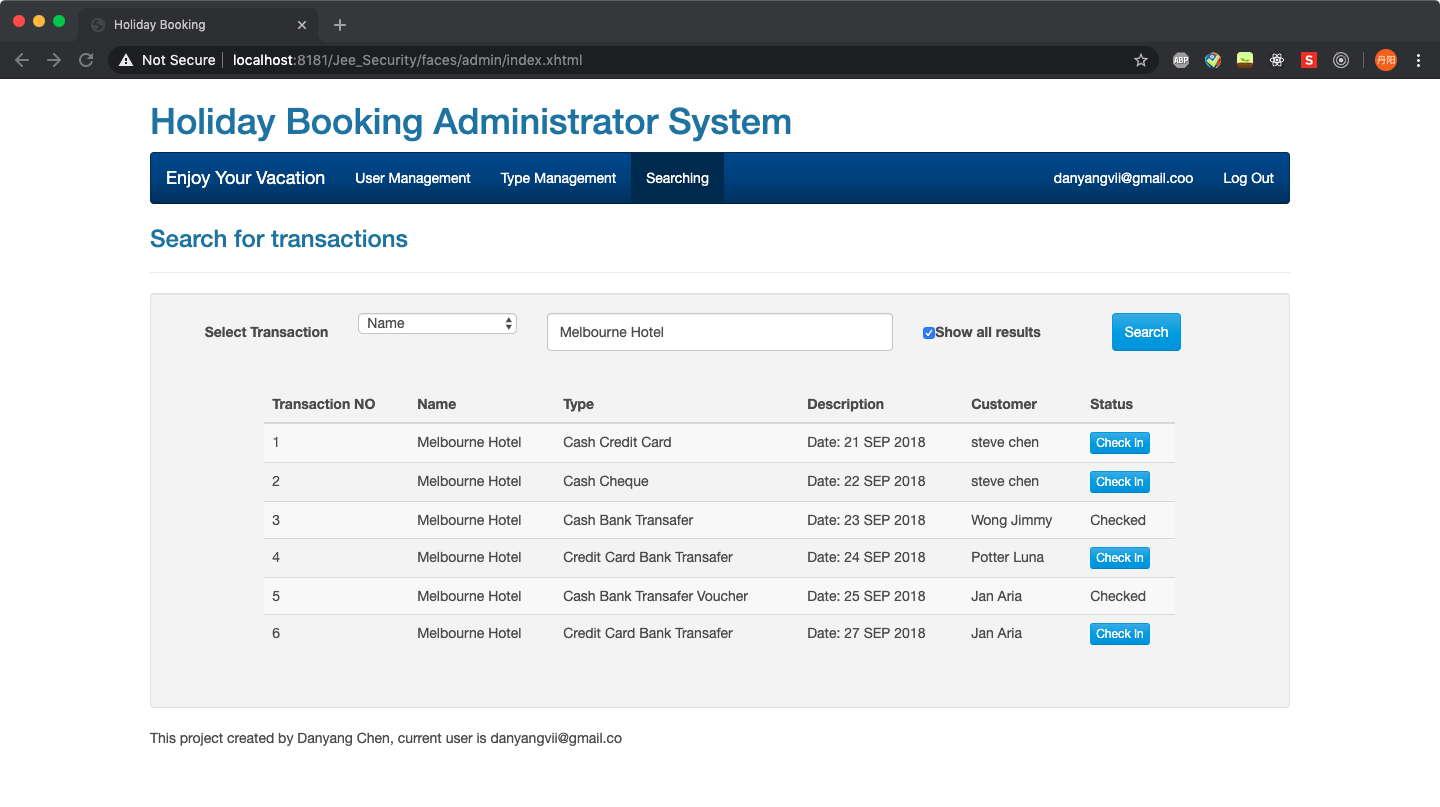 Holiday Booking
Not Secure localhost:8181/Jee_Security/faces/admin/index.xhtml ABP S 丹阳
Holiday Booking Administrator System
Enjoy Your Vacation User Management Type Management Searching danyangvii@gmail.coo Log Out
Search for transactions
Select Transaction Name Melbourne Hotel Show all results Search
Transaction NO Name Type Description Customer Status
1 Melbourne Hotel Cash Credit Card Date: 21 SEP 2018 steve chen Check In
2 Melbourne Hotel Cash Cheque Date: 22 SEP 2018 steve chen Check In
3 Melbourne Hotel Cash Bank Transafer Date: 23 SEP 2018 Wong Jimmy Checked
4 Melbourne Hotel Credit Card Bank Transafer Date: 24 SEP 2018 Potter Luna Check In
5 Melbourne Hotel Cash Bank Transafer Voucher Date: 25 SEP 2018 Jan Aria Checked
6 Melbourne Hotel Credit Card Bank Transafer Date: 27 SEP 2018 Jan Aria Check In
This project created by Danyang Chen, current user is danyangvii@gmail.co